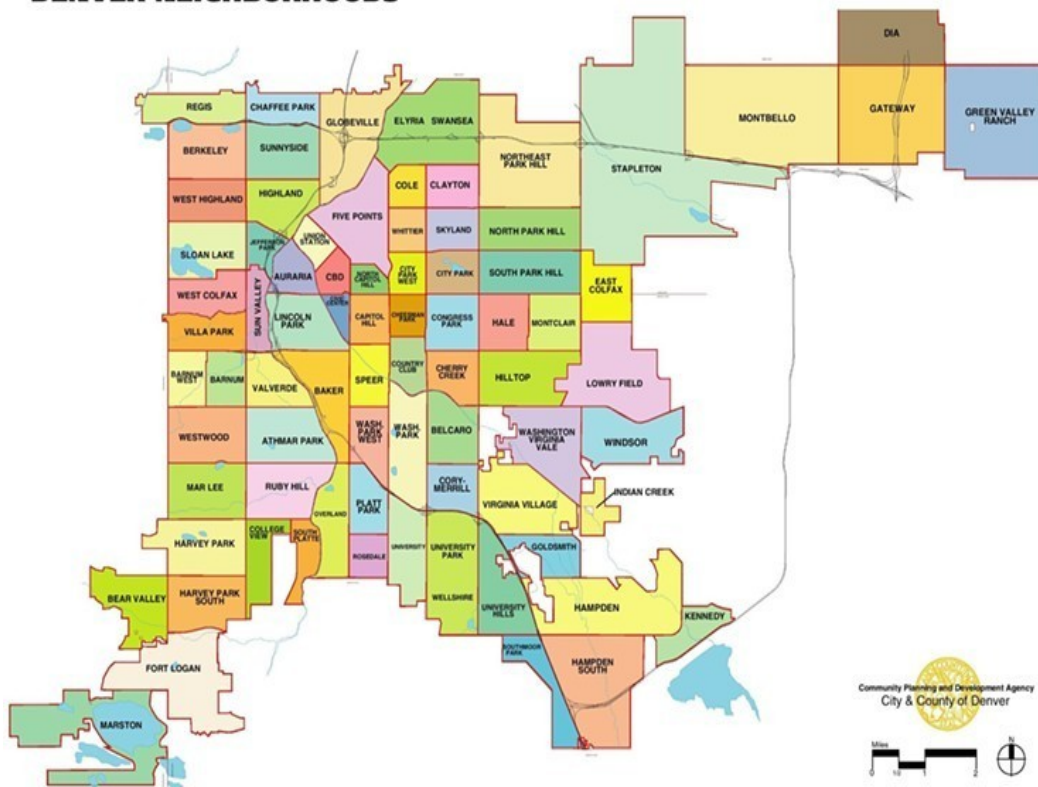 DENVER NEIGHBORHOODS
DIA
REGIS
CHAFFEE PARK
GLOBEVILLE
ELYRIA SWANSEA
MONTBELLO
GATEWAY
GREEN VALLEY
RANCH
BERKELEY
SUNNYSIDE
NORTHEAST
PARK HILL
STAPLETON
WEST HIGHLAND
HIGHLAND
COLE
CLAYTON
FIVE POINTS
WHITTIER
SKYLAND
NORTH PARK HILL
SLOAN LAKE
JEFFERSON
PARK
UNION
STATION
AURARIA
CBD
NORTH
CAPITOL
HILL
CITY
PARK
WEST
CITY PARK
SOUTH PARK HILL
EAST
COLFAX
WEST COLFAX
SUN VALLEY
LINCOLN
PARK
CIVIC
CENTER
CAPITOL
HILL
CHEESMAN
PARK
CONGRESS
PARK
HALE
MONTCLAIR
VILLA PARK
BARNUM
WEST
BARNUM
VALVERDE
BAKER
SPEER
COUNTRY
CLUB
CHERRY
CREEK
HILLTOP
LOWRY FIELD
WESTWOOD
ATHMAR PARK
WASH.
PARK
WEST
WASH.
PARK
BELCARO
WASHINGTON
VIRGINIA
VALE
WINDSOR
MAR LEE
RUBY HILL
OVERLAND
PLATT
PARK
CORY-
MERRILL
VIRGINIA VILLAGE
INDIAN CREEK
HARVEY PARK
COLLEGE
VIEW
SOUTH
PLATTE
ROSEDALE
UNIVERSITY
UNIVERSITY
PARK
GOLDSMITH
BEAR VALLEY
HARVEY PARK
SOUTH
WELLSHIRE
UNIVERSITY
HILLS
HAMPDEN
KENNEDY
FORT LOGAN
SOUTHMOOR
PARK
HAMPDEN
SOUTH
MARSTON
Community Planning and Development Agency
City & County of Denver
Miles
N
0
1
2